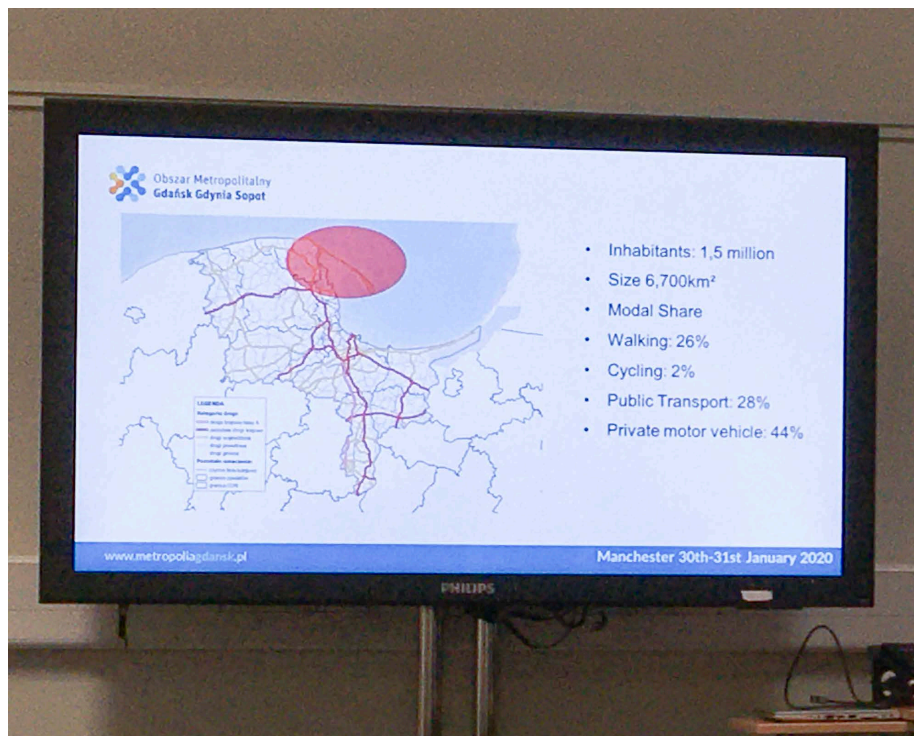 Obszar Metropolitalny
Gdańsk Gdynia Sopot
• Inhabitants: 1,5 million
• Size 6,700km²
• Modal Share
• Walking: 26%
• Cycling: 2%
• Public Transport: 28%
• Private motor vehicle: 44%
LEGENDA
www.metropoliagdansk.pl
Manchester 30th-31st January 2020
PHILIPS